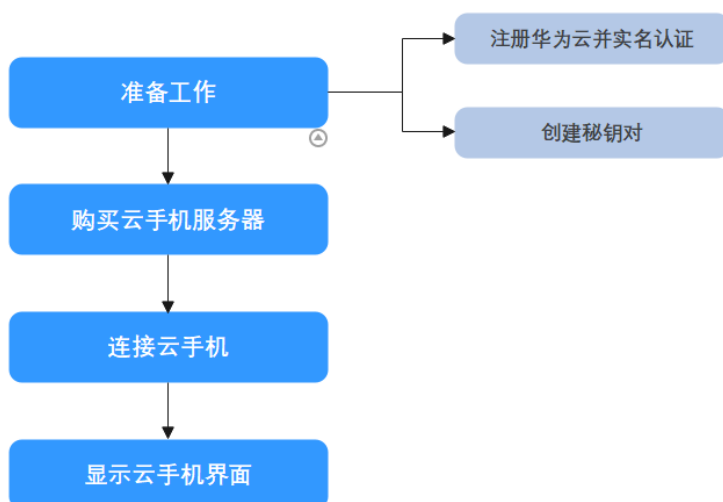 准备工作
注册华为云并实名认证
创建秘钥对
购买云手机服务器
连接云手机
显示云手机界面